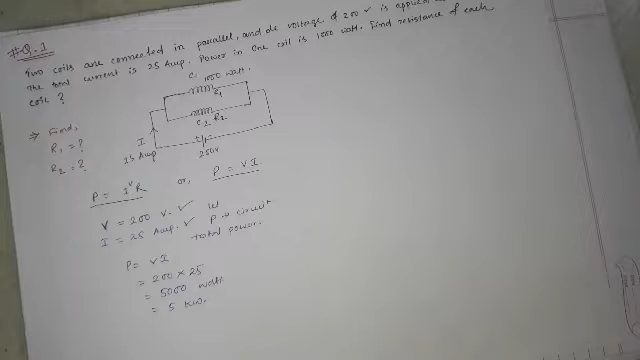 #Q.1
Two coils are connected in parallel, and dc voltage of 200 V is applied
the total current is 25 Amp. Power in one coil is 1000 watt. Find resistance of each
coil ?
C₁ 1000 watt.
R₁
⇒ Find,
R₁ = ?
R₂ = ?
C₂ R₂
I
25 Amp
200V
P = I²R or, P = VI
V = 200 V. ✓ let
I = 25 Amp. ✓ P → circuit
total power.
P = VI
= 200 × 25
= 5000 watt.
= 5 KW.